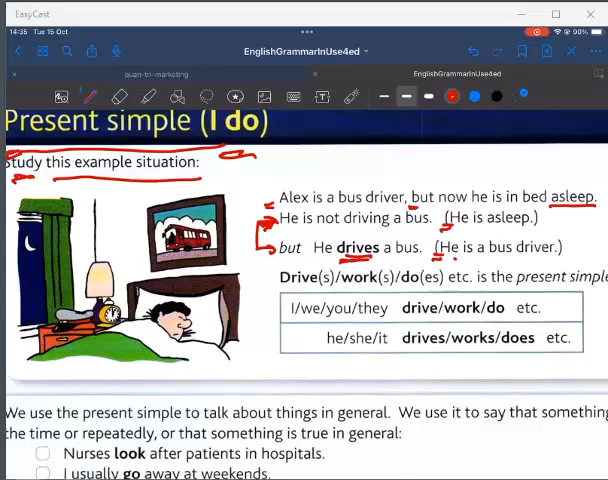 EasyCast
14:35 Tue 15 Oct
90%
EnglishGrammarInUse4ed
quan-tri-marketing
EnglishGrammarInUse4ed
Present simple (I do)
Study this example situation:
Alex is a bus driver, but now he is in bed asleep.
He is not driving a bus. (He is asleep.)
but He drives a bus. (He is a bus driver.)
Drive(s)/work(s)/do(es) etc. is the present simple
I/we/you/they drive/work/do etc.
he/she/it drives/works/does etc.
We use the present simple to talk about things in general. We use it to say that something
the time or repeatedly, or that something is true in general:
Nurses look after patients in hospitals.
I usually go away at weekends.